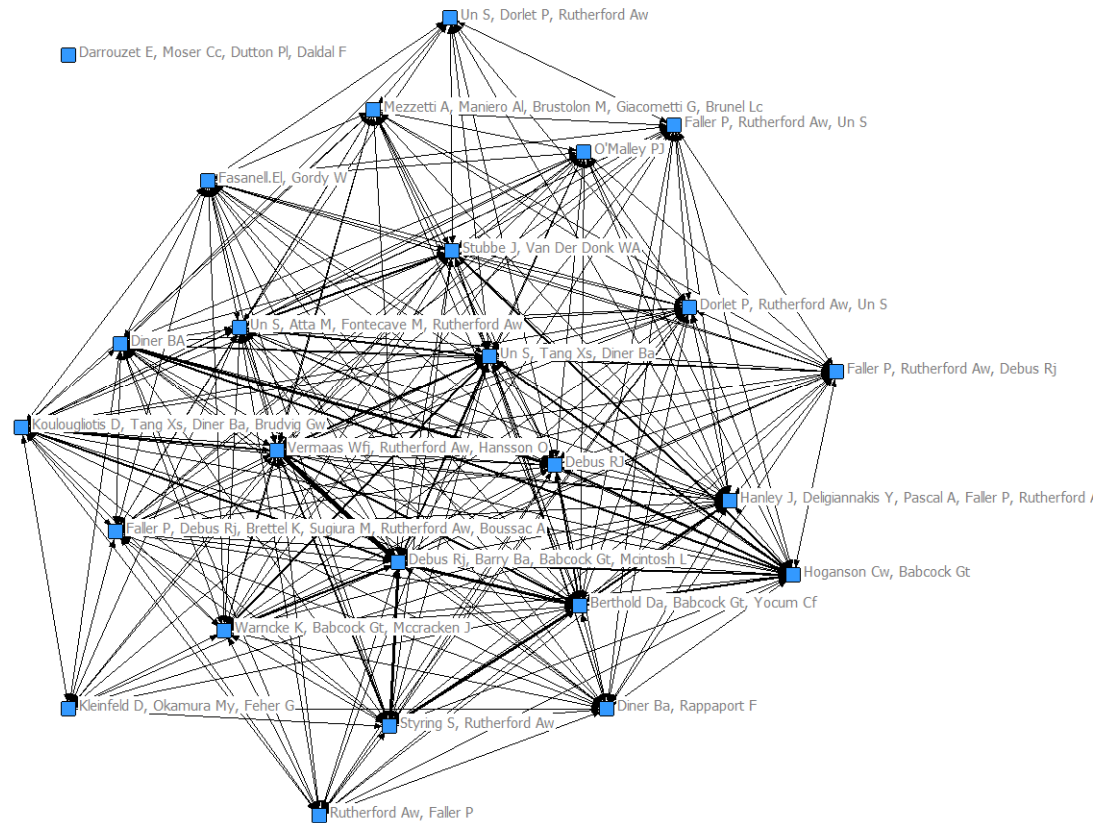 Un S, Dorlet P, Rutherford Aw
Darrouzet E, Moser Cc, Dutton Pl, Daldal F
Mezzetti A, Maniero Al, Brustolon M, Giacometti G, Brunel Lc
Faller P, Rutherford Aw, Un S
O'Malley PJ
Fasanell.El, Gordy W
Stubbe J, Van Der Donk WA
Dorlet P, Rutherford Aw, Un S
Un S, Atta M, Fontecave M, Rutherford Aw
Diner BA
Un S, Tang Xs, Diner Ba
Faller P, Rutherford Aw, Debus Rj
Koulougliotis D, Tang Xs, Diner Ba, Brudvig Gw
Vermaas Wfj, Rutherford Aw, Hansson O
Debus RJ
Hanley J, Deligiannakis Y, Pascal A, Faller P, Rutherford A
Faller P, Debus Rj, Brettel K, Sugiura M, Rutherford Aw, Boussac A
Debus Rj, Barry Ba, Babcock Gt, Mcintosh L
Hoganson Cw, Babcock Gt
Berthold Da, Babcock Gt, Yocum Cf
Warncke K, Babcock Gt, Mccracken J
Kleinfeld D, Okamura My, Feher G
Diner Ba, Rappaport F
Styring S, Rutherford Aw
Rutherford Aw, Faller P